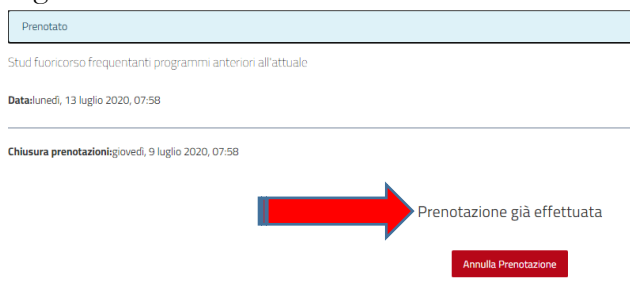 Prenotato
Stud fuoricorso frequentanti programmi anteriori all'attuale
Data:lunedì, 13 luglio 2020, 07:58
Chiusura prenotazioni:giovedì, 9 luglio 2020, 07:58
Prenotazione già effettuata
Annulla Prenotazione